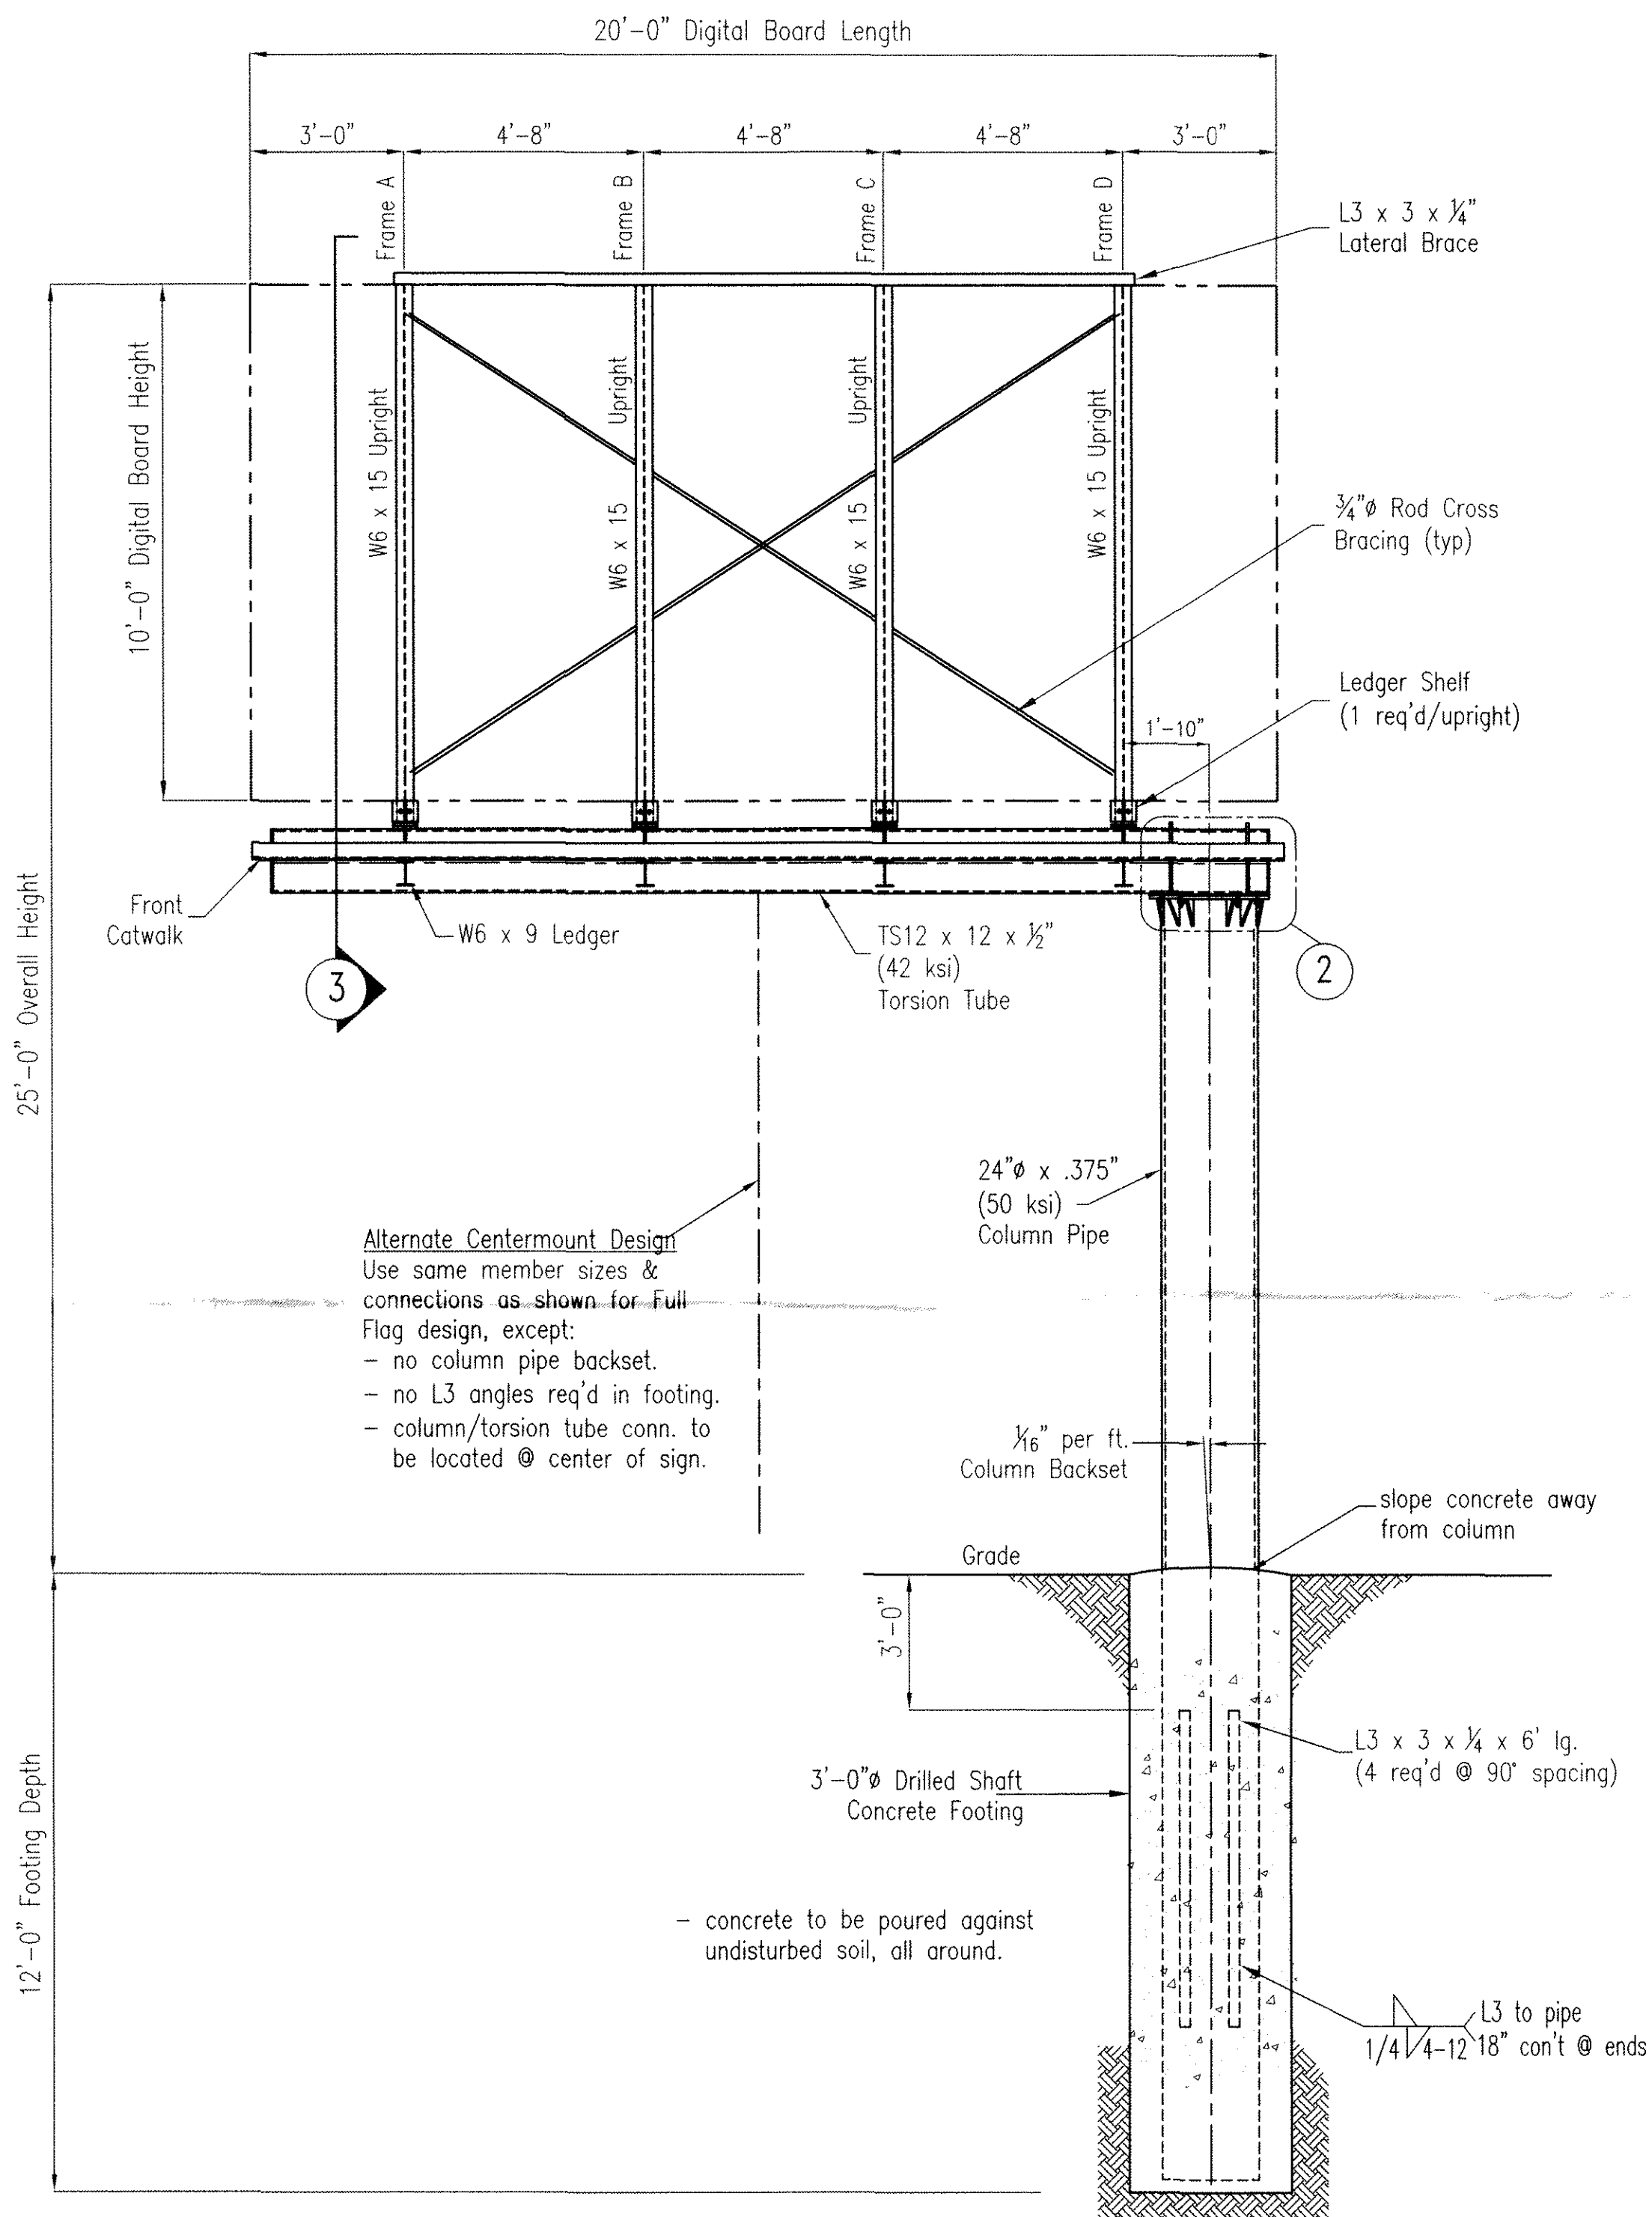 20'-0" Digital Board Length
3'-0"
4'-8"
4'-8"
4'-8"
3'-0"
Frame A
Frame B
Frame C
Frame D
L3 x 3 x ¼"
Lateral Brace
10'-0" Digital Board Height
W6 x 15 Upright
W6 x 15 Upright
W6 x 15 Upright
W6 x 15 Upright
¾"ø Rod Cross
Bracing (typ)
Ledger Shelf
(1 req'd/upright)
1'-10"
Front
Catwalk
W6 x 9 Ledger
TS12 x 12 x ½"
(42 ksi)
Torsion Tube
3
2
25'-0" Overall Height
24"ø x .375"
(50 ksi)
Column Pipe
Alternate Centermount Design
Use same member sizes &
connections as shown for Full
Flag design, except:
- no column pipe backset.
- no L3 angles req'd in footing.
- column/torsion tube conn. to
be located @ center of sign.
1/16" per ft.
Column Backset
slope concrete away
from column
Grade
3'-0"
L3 x 3 x ¼ x 6' lg.
(4 req'd @ 90° spacing)
3'-0"ø Drilled Shaft
Concrete Footing
12'-0" Footing Depth
- concrete to be poured against
undisturbed soil, all around.
L3 to pipe
1/4 4-12 18" con't @ ends